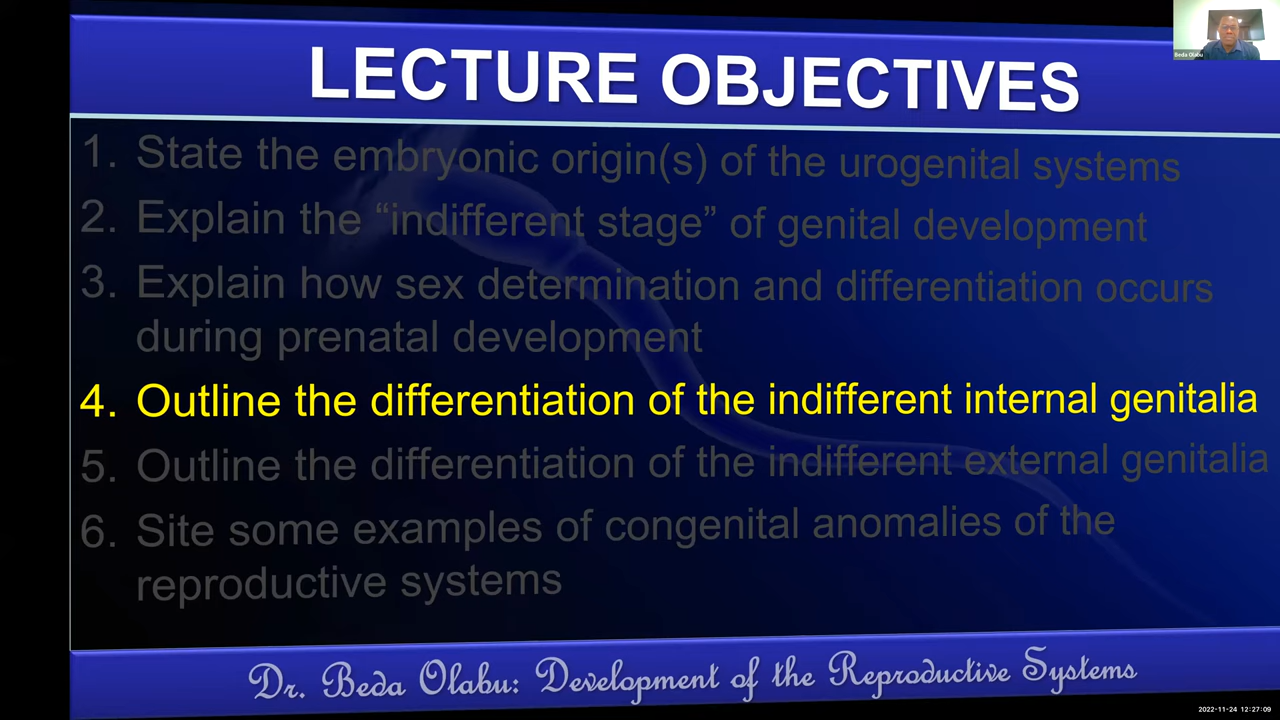 Beda Olabu
LECTURE OBJECTIVES
1. State the embryonic origin(s) of the urogenital systems
2. Explain the “indifferent stage” of genital development
3. Explain how sex determination and differentiation occurs
during prenatal development
4. Outline the differentiation of the indifferent internal genitalia
5. Outline the differentiation of the indifferent external genitalia
6. Site some examples of congenital anomalies of the
reproductive systems
Dr. Beda Olabu: Development of the Reproductive Systems
2022-11-24 12:27:09